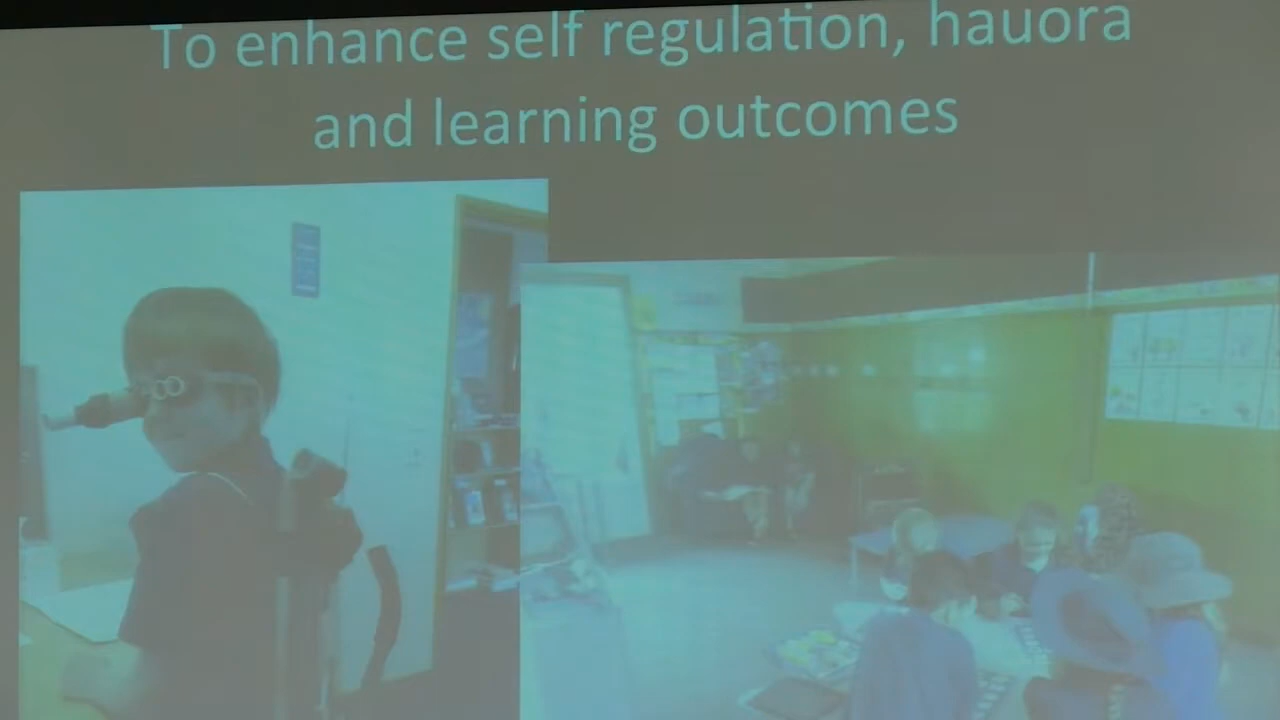 To enhance self regulation, hauora
and learning outcomes